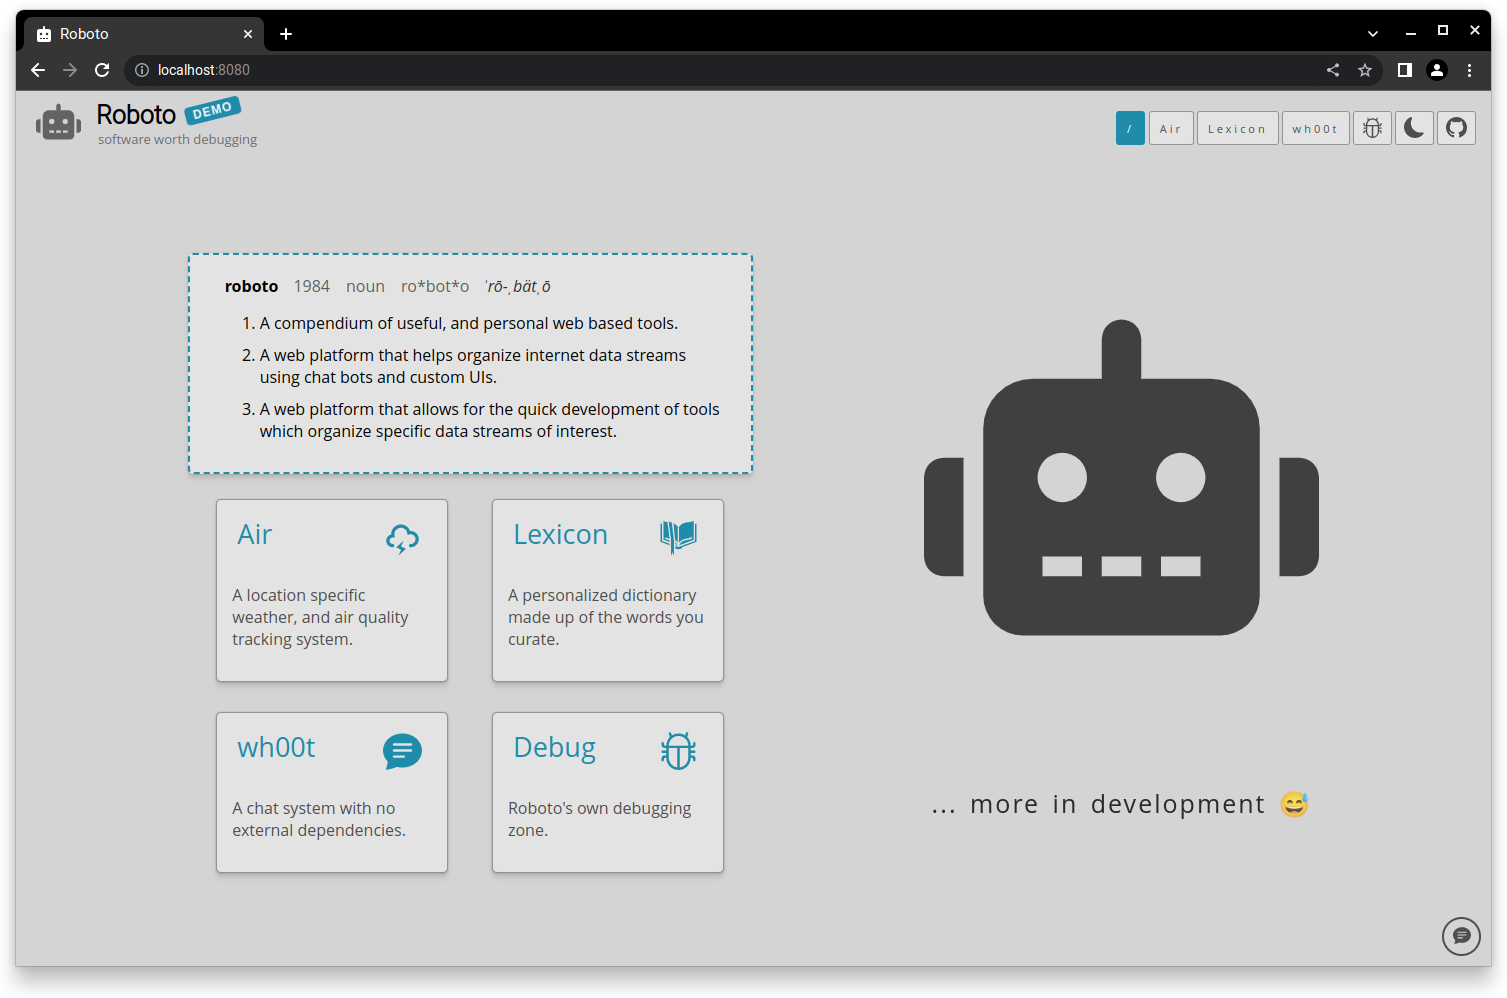 Roboto
localhost:8080
Roboto DEMO
software worth debugging
/ Air Lexicon wh00t
roboto 1984 noun ro*bot*o ˈrō-ˌbätˌō
1. A compendium of useful, and personal web based tools.
2. A web platform that helps organize internet data streams
using chat bots and custom UIs.
3. A web platform that allows for the quick development of tools
which organize specific data streams of interest.
Air
A location specific
weather, and air quality
tracking system.
Lexicon
A personalized dictionary
made up of the words you
curate.
wh00t
A chat system with no
external dependencies.
Debug
Roboto's own debugging
zone.
... more in development 😅